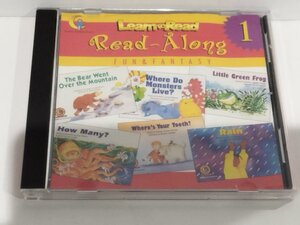 Learn to Read
Read-Along
1
FUN & FANTASY
The Bear Went
Over the Mountain
Where Do
Monsters
Live?
Little Green Frog
How Many?
Where's Your Tooth?
Rain